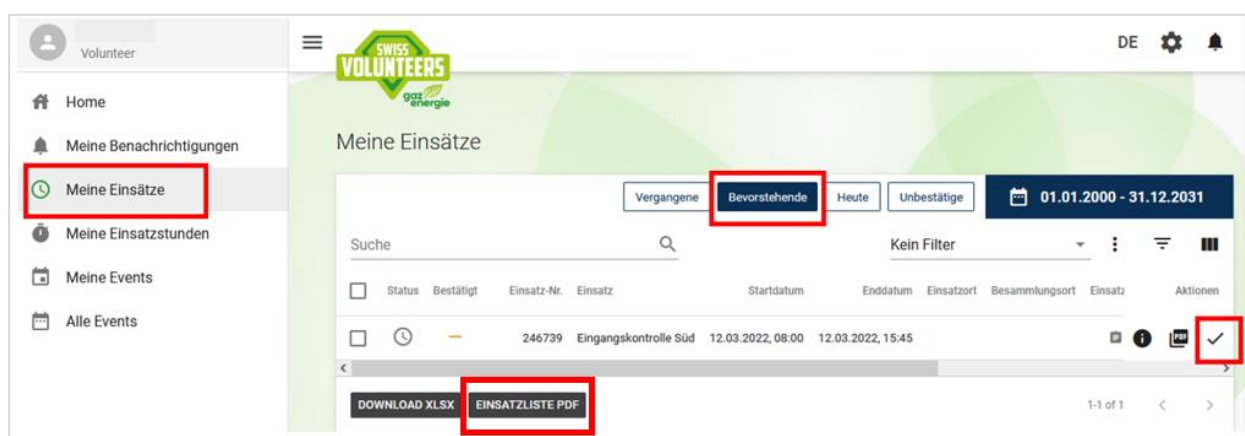 Volunteer
Home
Meine Benachrichtigungen
Meine Einsätze
Meine Einsatzstunden
Meine Events
Alle Events
SWISS
VOLUNTEERS
gaz
energie
DE
Meine Einsätze
Vergangene Bevorstehende Heute Unbestätige 01.01.2000 - 31.12.2031
Suche Kein Filter
Status Bestätigt Einsatz-Nr. Einsatz Startdatum Enddatum Einsatzort Besammlungsort Einsatz Aktionen
246739 Eingangskontrolle Süd 12.03.2022, 08:00 12.03.2022, 15:45 PDF
DOWNLOAD XLSX EINSATZLISTE PDF 1-1 of 1